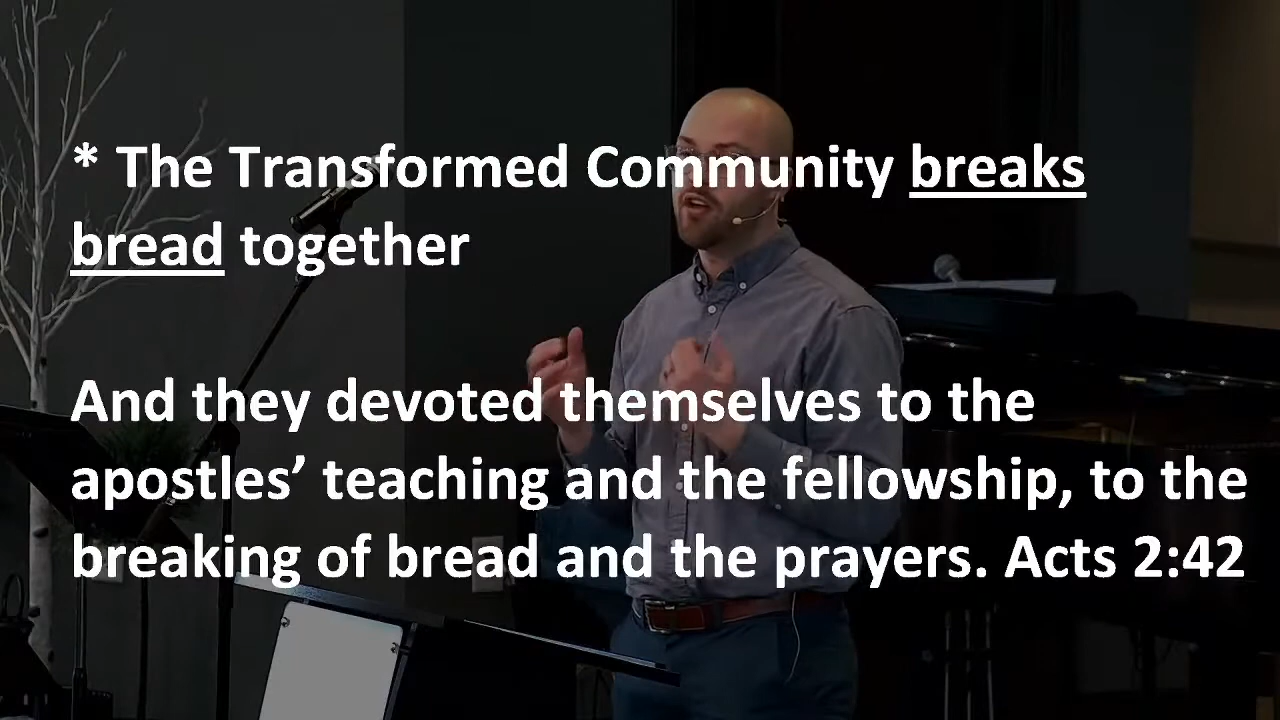 * The Transformed Community breaks
bread together
And they devoted themselves to the
apostles’ teaching and the fellowship, to the
breaking of bread and the prayers. Acts 2:42